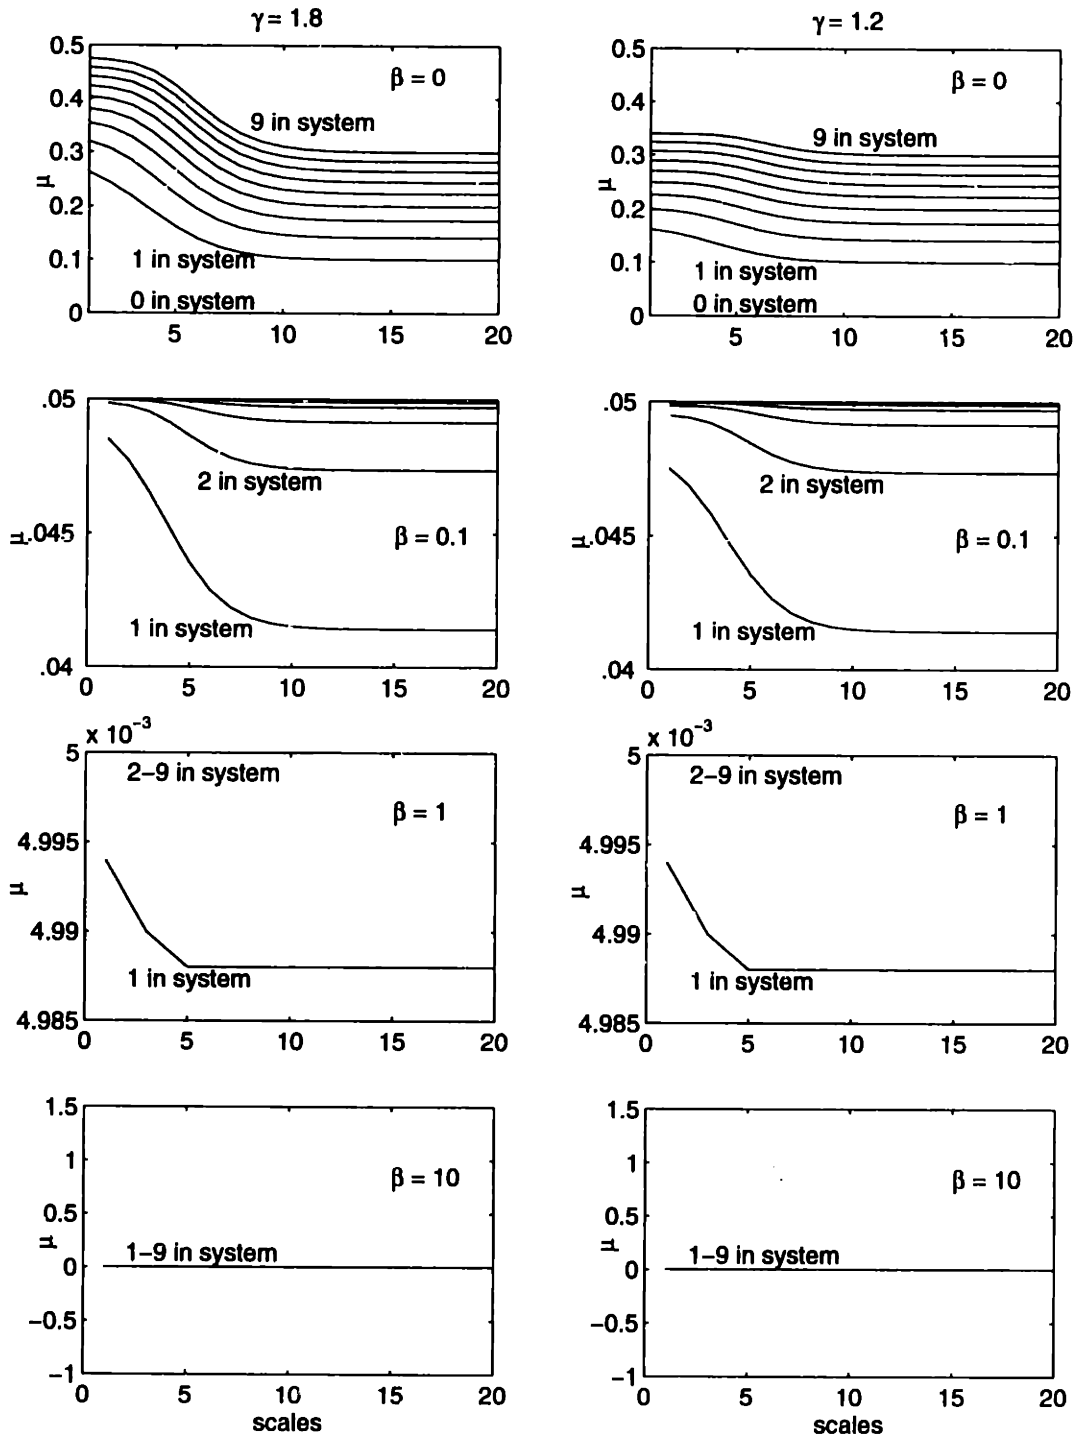 γ = 1.8
0.5
0.4
0.3
0.2
0.1
0
μ
β = 0
9 in system
1 in system
0 in system
5
10
15
20
γ = 1.2
0.5
0.4
0.3
0.2
0.1
0
μ
β = 0
9 in system
1 in system
0 in system
5
10
15
20
.05
.045
.04
μ
2 in system
β = 0.1
1 in system
0
5
10
15
20
.05
.045
.04
μ
2 in system
β = 0.1
1 in system
0
5
10
15
20
x 10⁻³
5
4.995
4.99
4.985
μ
2–9 in system
β = 1
1 in system
0
5
10
15
20
x 10⁻³
5
4.995
4.99
4.985
μ
2–9 in system
β = 1
1 in system
0
5
10
15
20
1.5
1
0.5
0
−0.5
−1
μ
β = 10
1–9 in system
0
5
10
15
20
scales
1.5
1
0.5
0
−0.5
−1
μ
β = 10
1–9 in system
0
5
10
15
20
scales